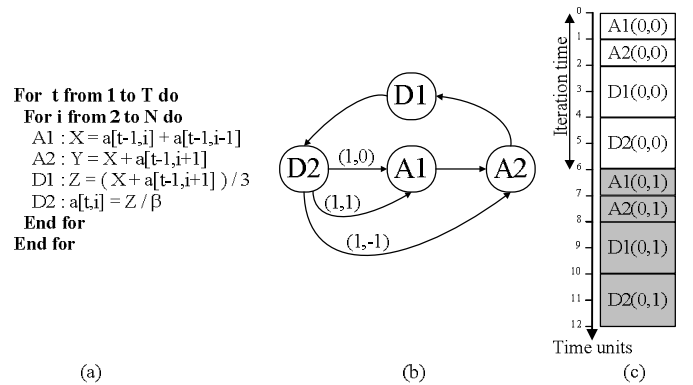 For t from 1 to T do
For i from 2 to N do
A1 : X = a[t-1,i] + a[t-1,i-1]
A2 : Y = X + a[t-1,i+1]
D1 : Z = ( X + a[t-1,i+1] ) / 3
D2 : a[t,i] = Z / β
End for
End for
(a)
D1
D2
(1,0)
A1
A2
(1,1)
(1,-1)
(b)
Iteration time
0
1
2
3
4
5
6
7
8
9
10
11
12
A1(0,0)
A2(0,0)
D1(0,0)
D2(0,0)
A1(0,1)
A2(0,1)
D1(0,1)
D2(0,1)
Time units
(c)